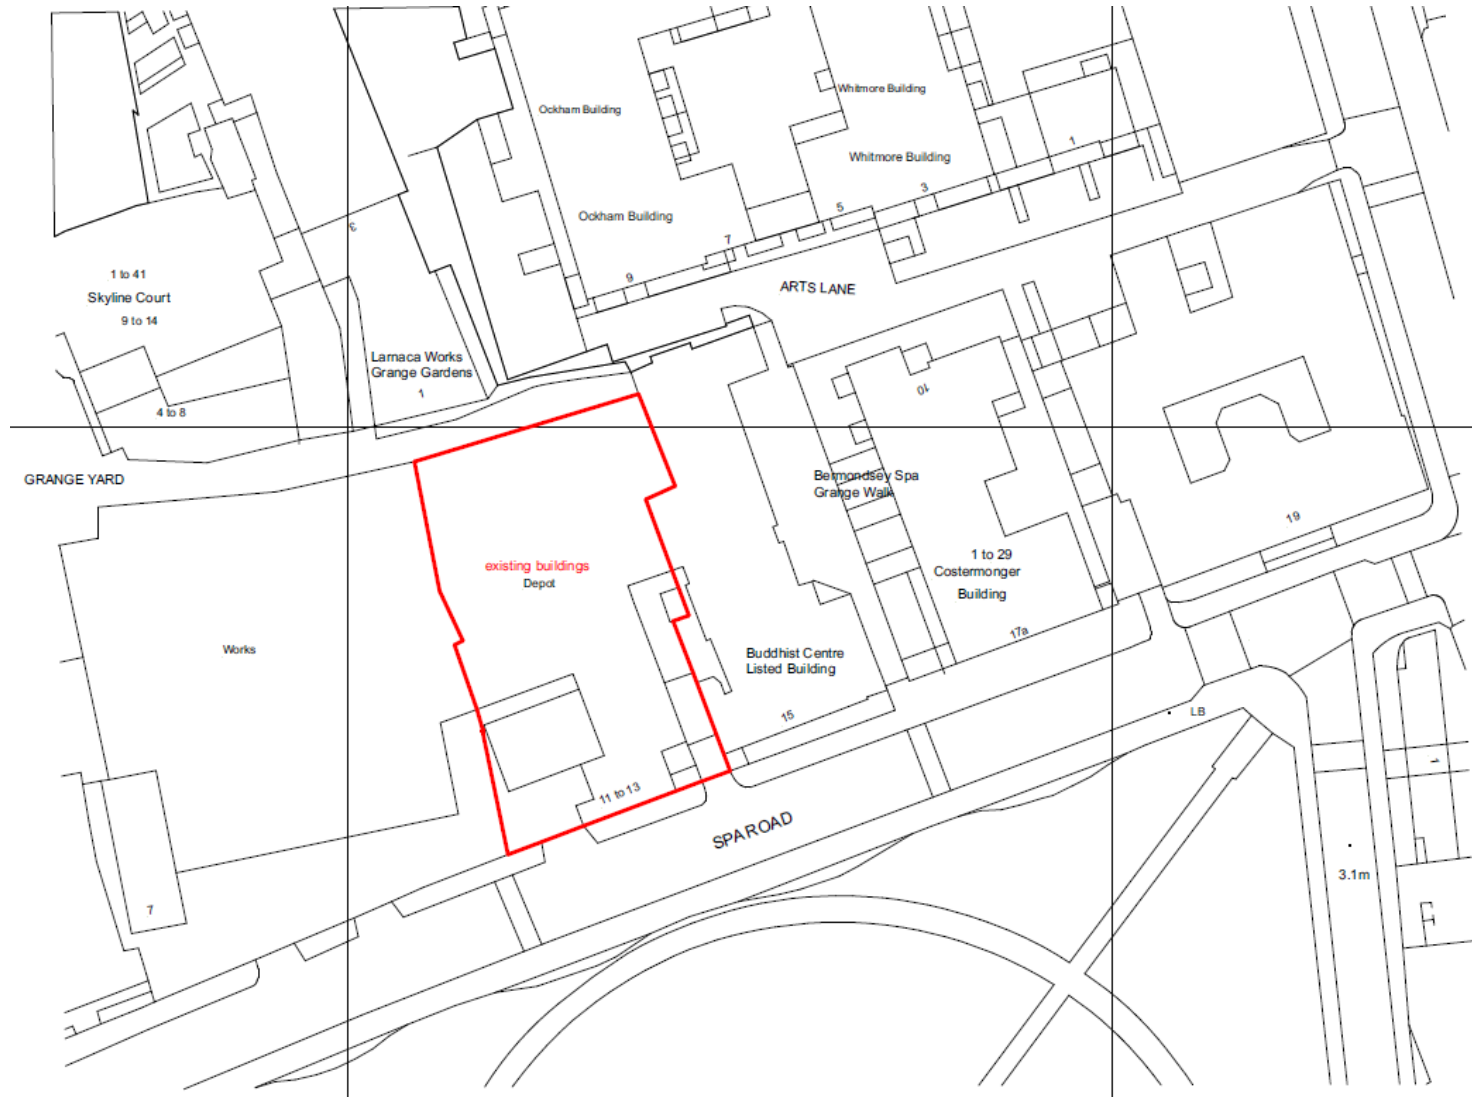 Whitmore Building
Ockham Building
1
Whitmore Building
3
5
Ockham Building
3
7
9
1 to 41
Skyline Court
9 to 14
ARTS LANE
Larnaca Works
Grange Gardens
1
10
4 to 8
GRANGE YARD
Bermondsey Spa
Grange Walk
19
1 to 29
Costermonger
Building
existing buildings
Depot
17a
Works
Buddhist Centre
Listed Building
15
LB
1
11 to 13
SPA ROAD
3.1m
7